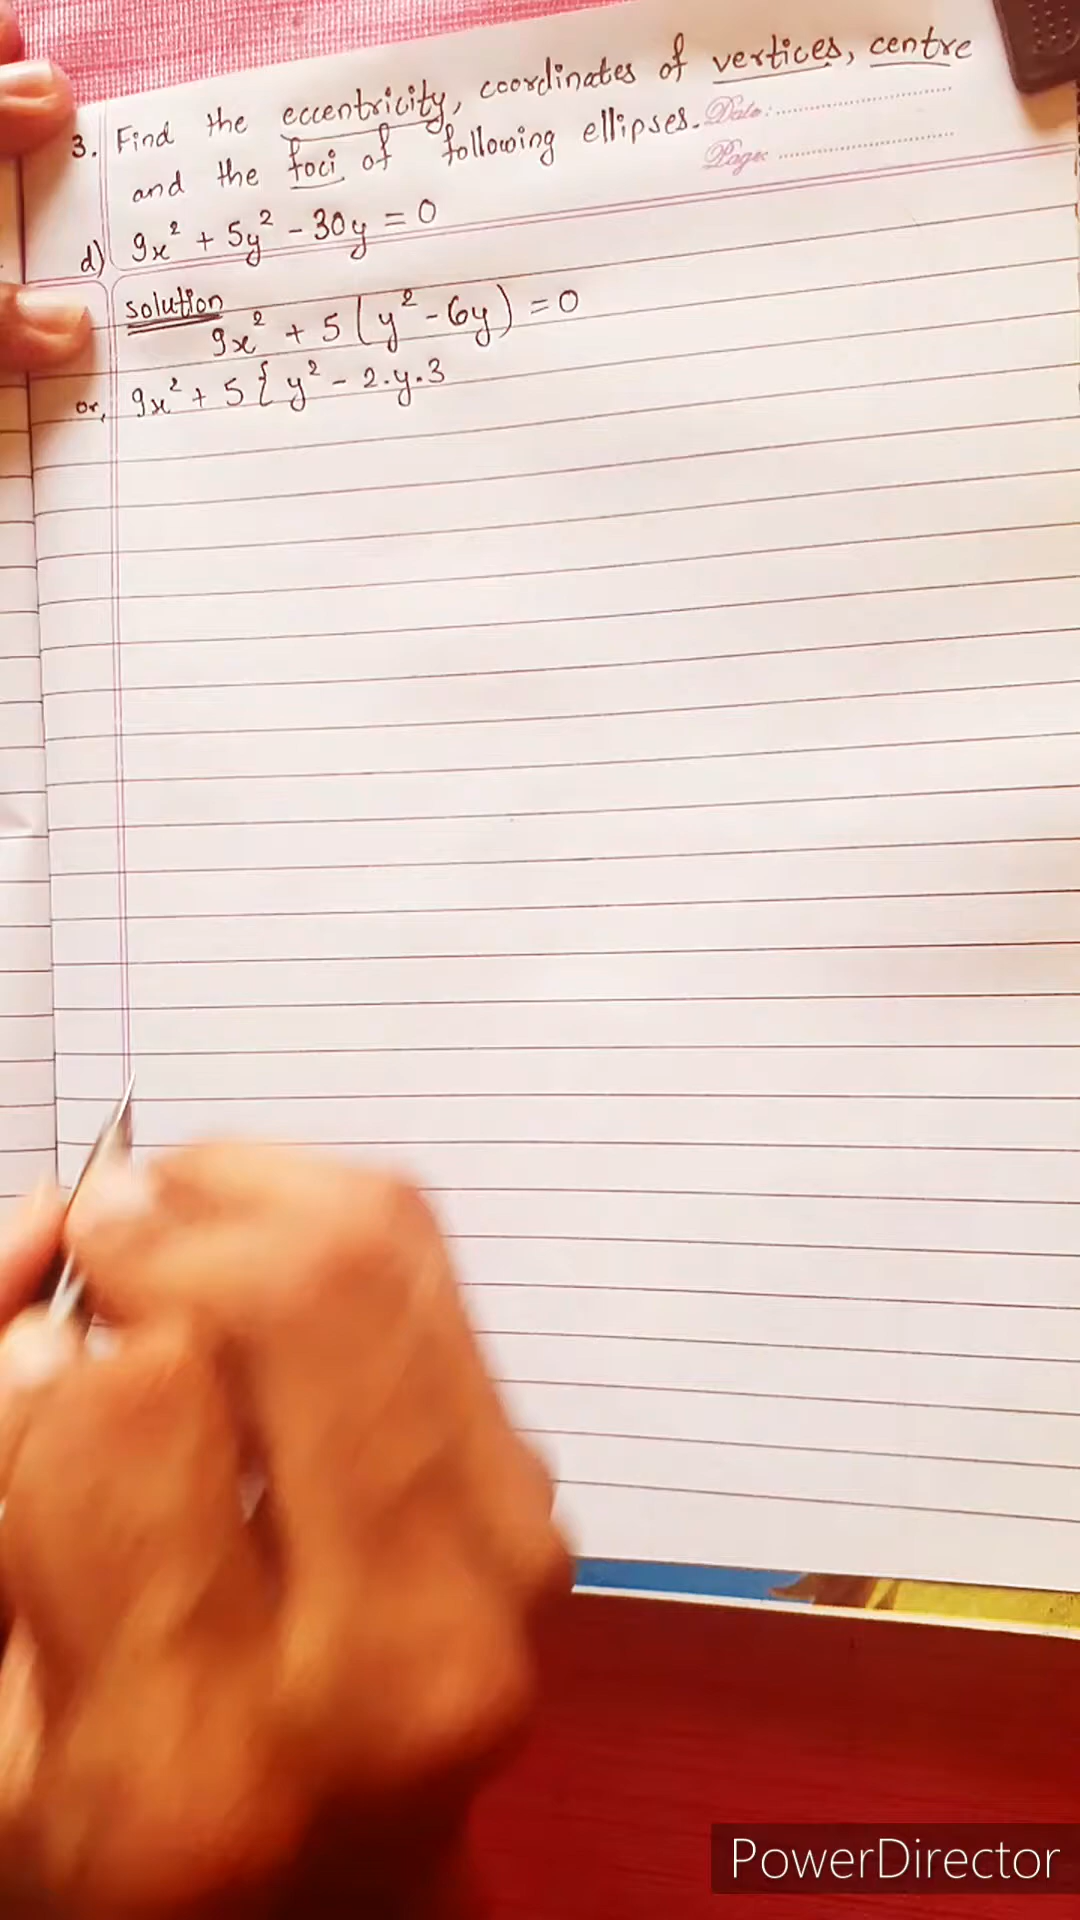 3. Find the eccentricity, coordinates of vertices, centre
and the foci of following ellipses.
Date:
Page:
d) 9x² + 5y² - 30y = 0
solution
9x² + 5(y² - 6y) = 0
or, 9x² + 5{y² - 2.y.3
PowerDirector